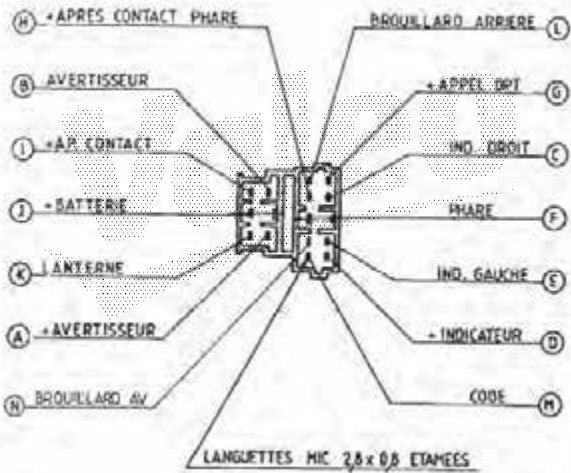 H +APRES CONTACT PHARE
BROUILLARD ARRIERE L
B AVERTISSEUR
+APPEL OPT G
I +AP. CONTACT
IND. DROIT C
J +BATTERIE
PHARE F
K LANTERNE
IND. GAUCHE E
A +AVERTISSEUR
+INDICATEUR D
N BROUILLARD AV
CODE M
LANGUETTES MIC 2,8 x 0,8 ETAMEES
Valeo